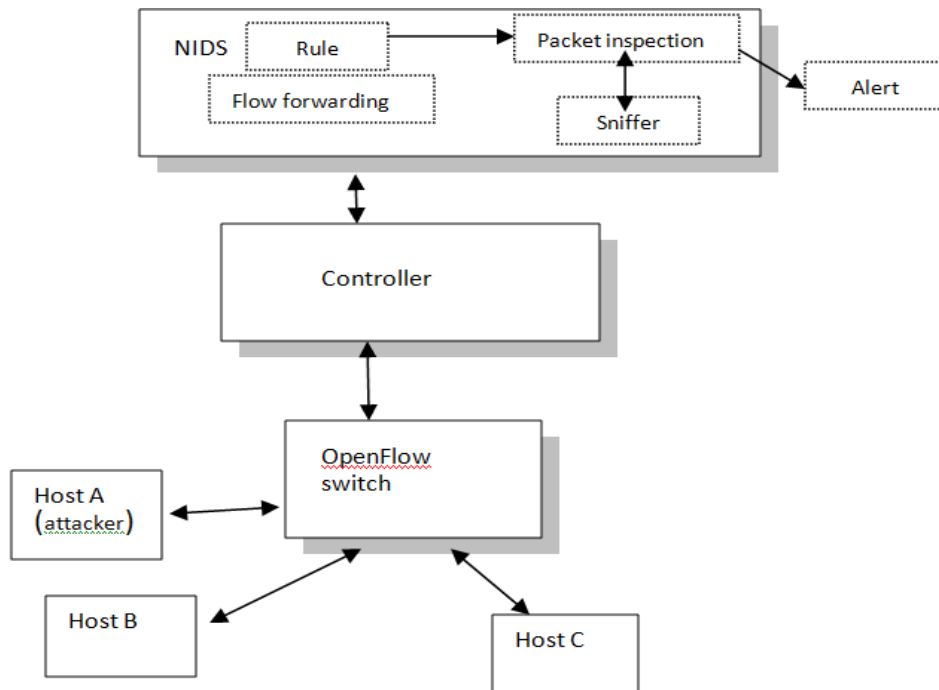 NIDS
Rule
Packet inspection
Flow forwarding
Alert
Sniffer
Controller
OpenFlow
switch
Host A
(attacker)
Host B
Host C